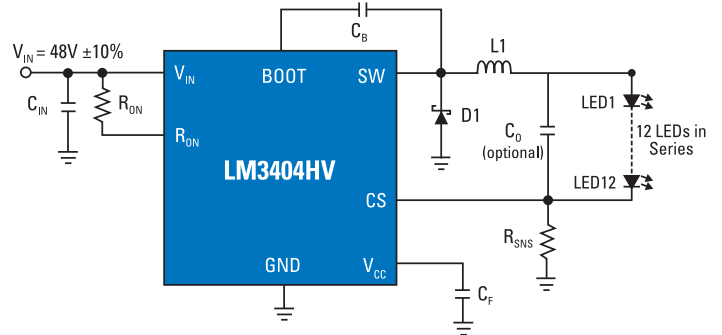 V_IN = 48V ±10%
C_IN
R_ON
V_IN
BOOT
SW
R_ON
LM3404HV
CS
GND
V_CC
C_B
L1
D1
C_O
(optional)
LED1
12 LEDs in
Series
LED12
R_SNS
C_F